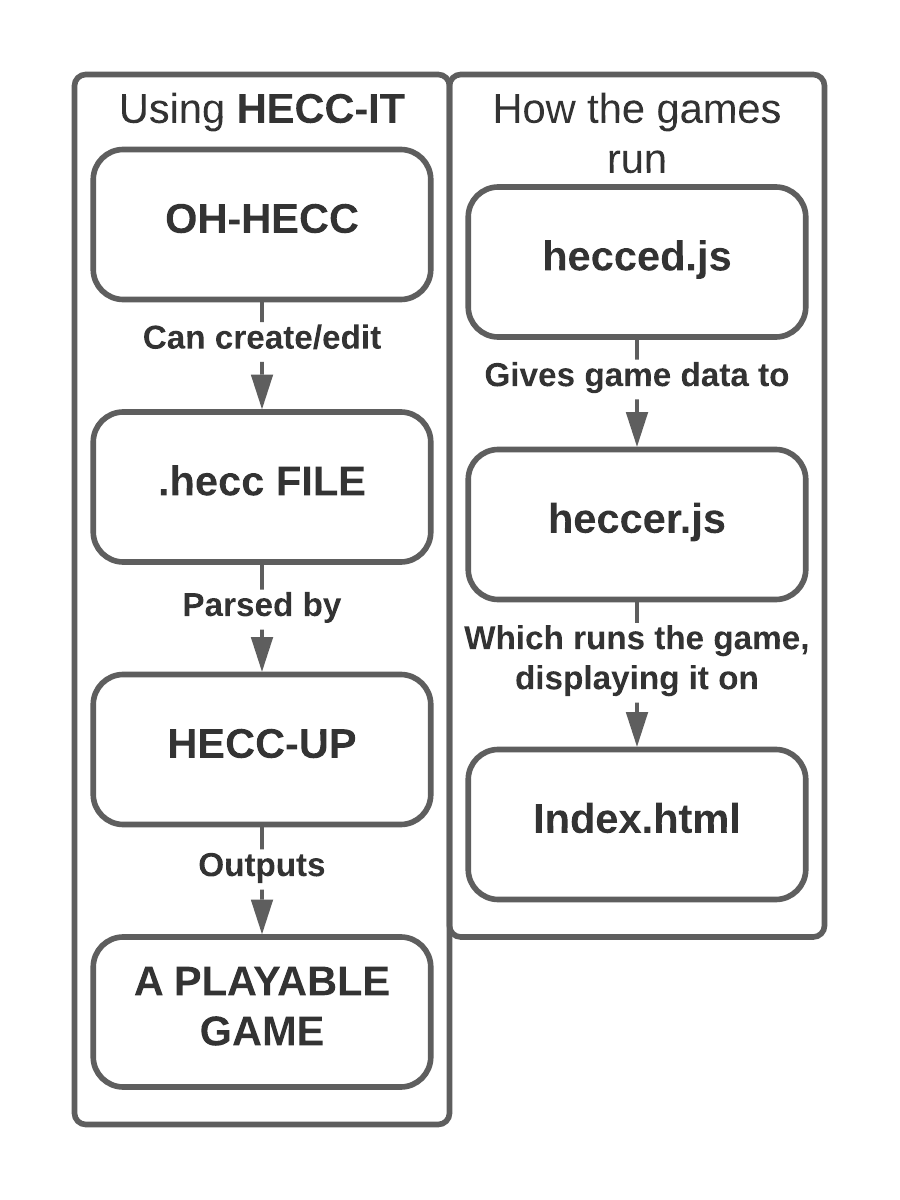 Using HECC-IT
OH-HECC
Can create/edit
.hecc FILE
Parsed by
HECC-UP
Outputs
A PLAYABLE
GAME
How the games
run
hecced.js
Gives game data to
heccer.js
Which runs the game,
displaying it on
Index.html